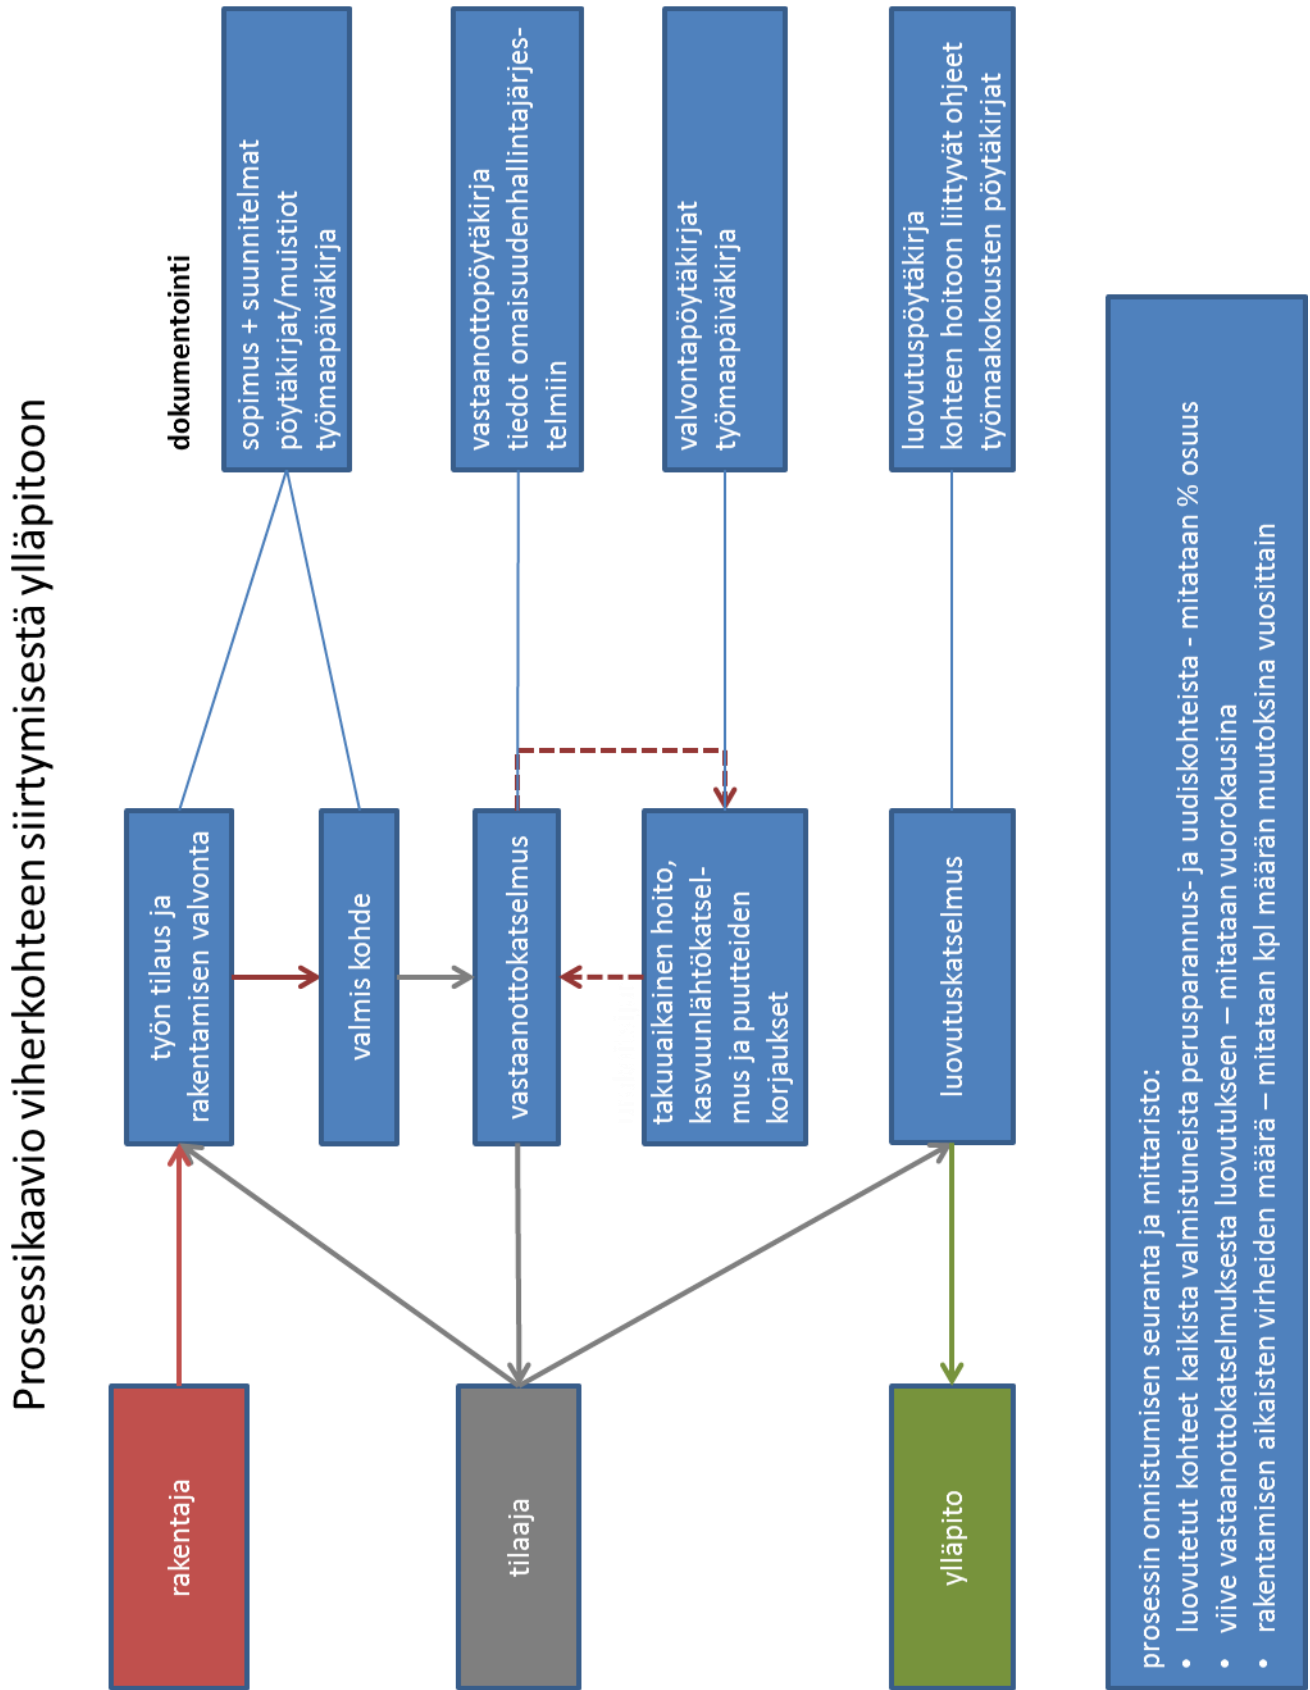 Prosessikaavio viherkohteen siirtymisestä ylläpitoon
dokumentointi
rakentaja
työn tilaus ja
rakentamisen valvonta
sopimus + suunnitelmat
pöytäkirjat/muistiot
työmaapäiväkirja
valmis kohde
tilaaja
vastaanottokatselmus
vastaanottopöytäkirja
tiedot omaisuudenhallintajärjes-
telmiin
takuuaikainen hoito,
kasvuunlähtökatsel-
mus ja puutteiden
korjaukset
valvontapöytäkirjat
työmaapäiväkirja
ylläpito
luovutuskatselmus
luovutuspöytäkirja
kohteen hoitoon liittyvät ohjeet
työmaakokousten pöytäkirjat
prosessin onnistumisen seuranta ja mittaristo:
• luovutetut kohteet kaikista valmistuneista perusparannus- ja uudiskohteista - mitataan % osuus
• viive vastaanottokatselmuksesta luovutukseen – mitataan vuorokausina
• rakentamisen aikaisten virheiden määrä – mitataan kpl määrän muutoksina vuosittain